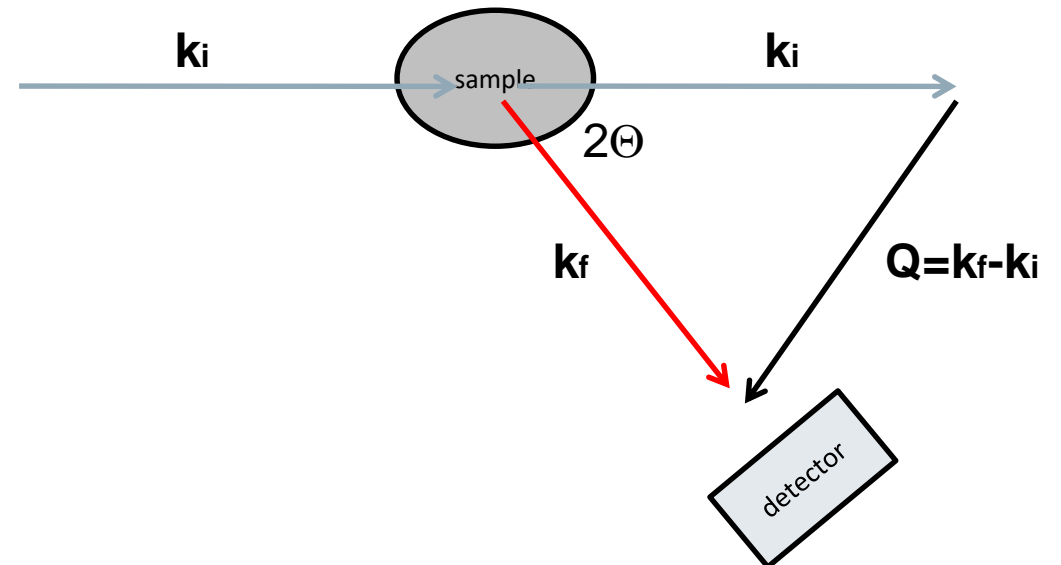 ki
ki
sample
2Θ
kf
Q=kf-ki
detector